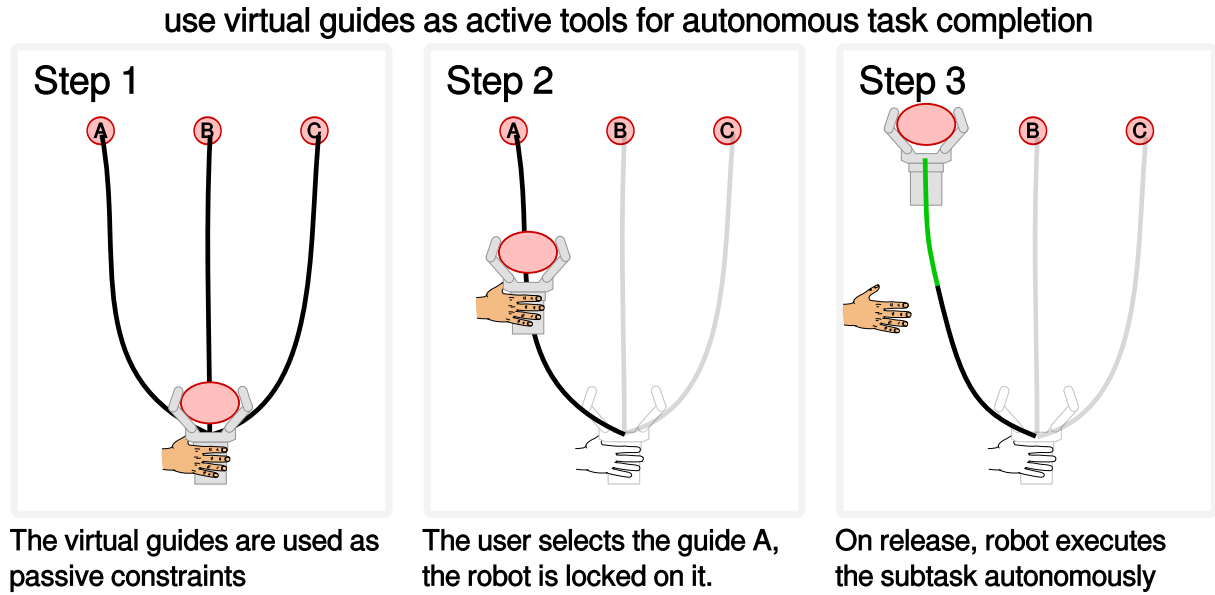 use virtual guides as active tools for autonomous task completion
Step 1
A B C
The virtual guides are used as
passive constraints
Step 2
A B C
The user selects the guide A,
the robot is locked on it.
Step 3
B C
On release, robot executes
the subtask autonomously